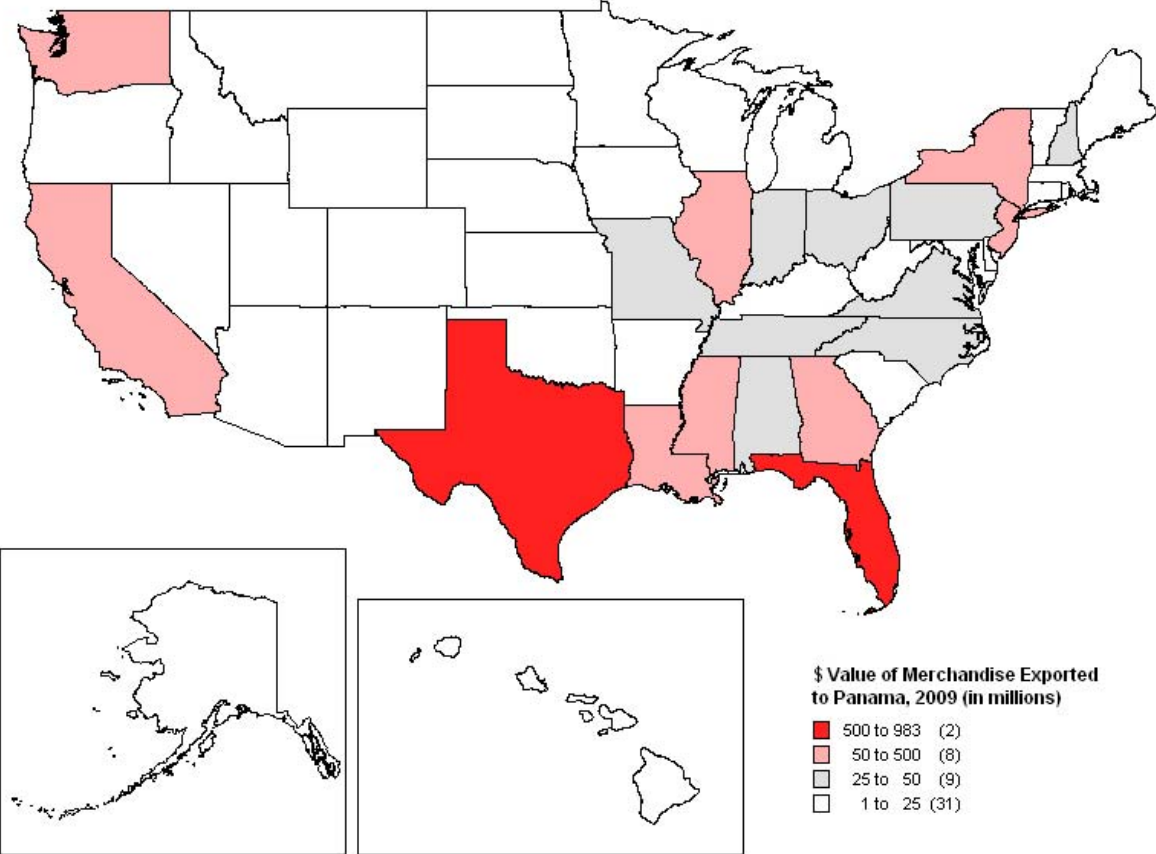 $ Value of Merchandise Exported
to Panama, 2009 (in millions)
500 to 983 (2)
50 to 500 (8)
25 to 50 (9)
1 to 25 (31)